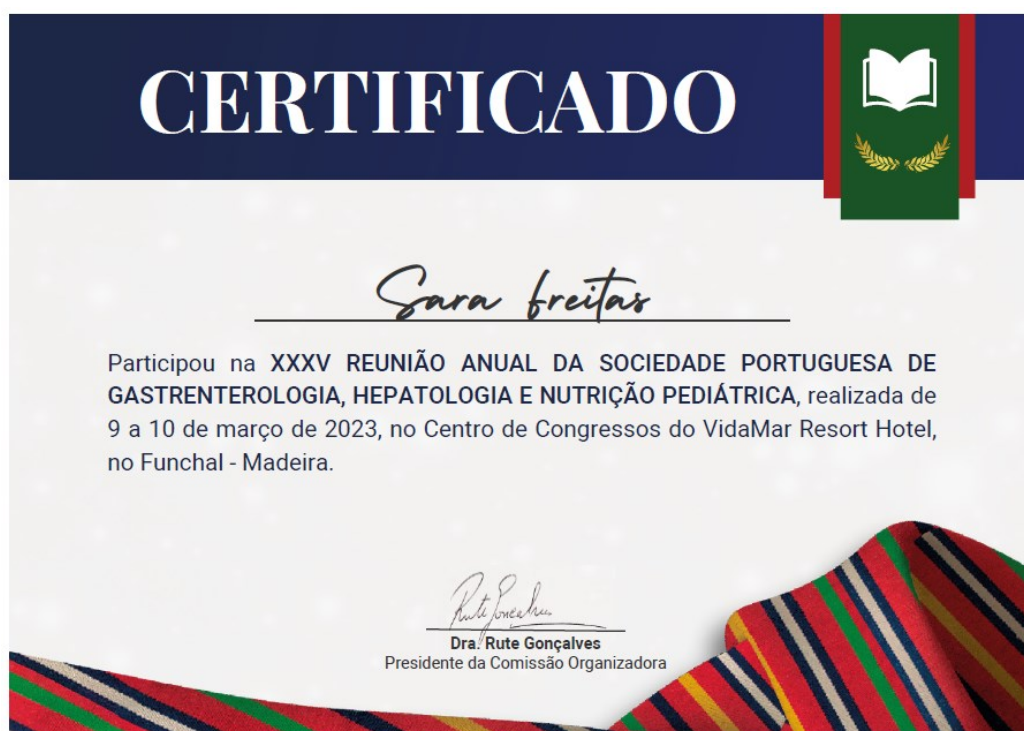 CERTIFICADO
Sara freitas
Participou na XXXV REUNIÃO ANUAL DA SOCIEDADE PORTUGUESA DE
GASTRENTEROLOGIA, HEPATOLOGIA E NUTRIÇÃO PEDIÁTRICA, realizada de
9 a 10 de março de 2023, no Centro de Congressos do VidaMar Resort Hotel,
no Funchal - Madeira.
Rute Gonçalves
Dra. Rute Gonçalves
Presidente da Comissão Organizadora